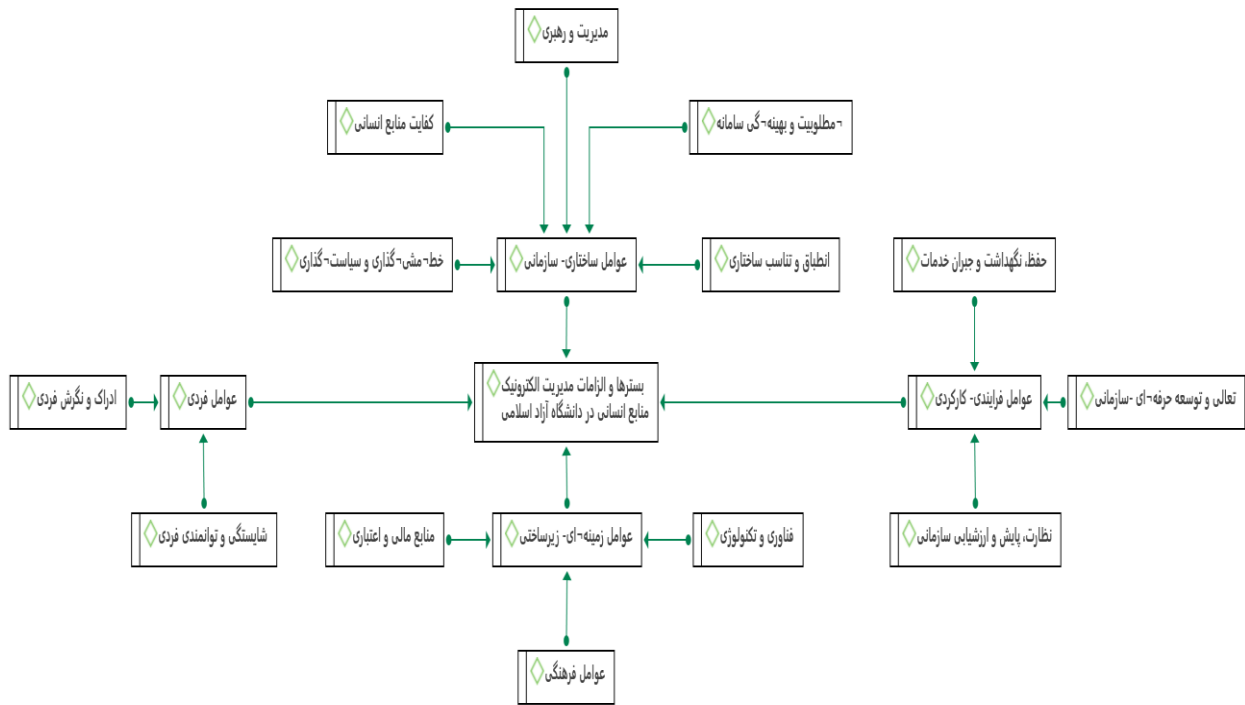 مدیریت و رهبری
کفایت منابع انسانی
¬مطلوبیت و بهینه¬گی سامانه
خط¬مشی¬گذاری و سیاست¬گذاری
عوامل ساختاری- سازمانی
انطباق و تناسب ساختاری
حفظ، نگهداشت و جبران خدمات
ادراک و نگرش فردی
عوامل فردی
بسترها و الزامات مدیریت الکترونیک
منابع انسانی در دانشگاه آزاد اسلامی
عوامل فرایندی- کارکردی
تعالی و توسعه حرفه¬ای -سازمانی
شایستگی و توانمندی فردی
منابع مالی و اعتباری
عوامل زمینه¬ای- زیرساختی
فناوری و تکنولوژی
نظارت، پایش و ارزشیابی سازمانی
عوامل فرهنگی